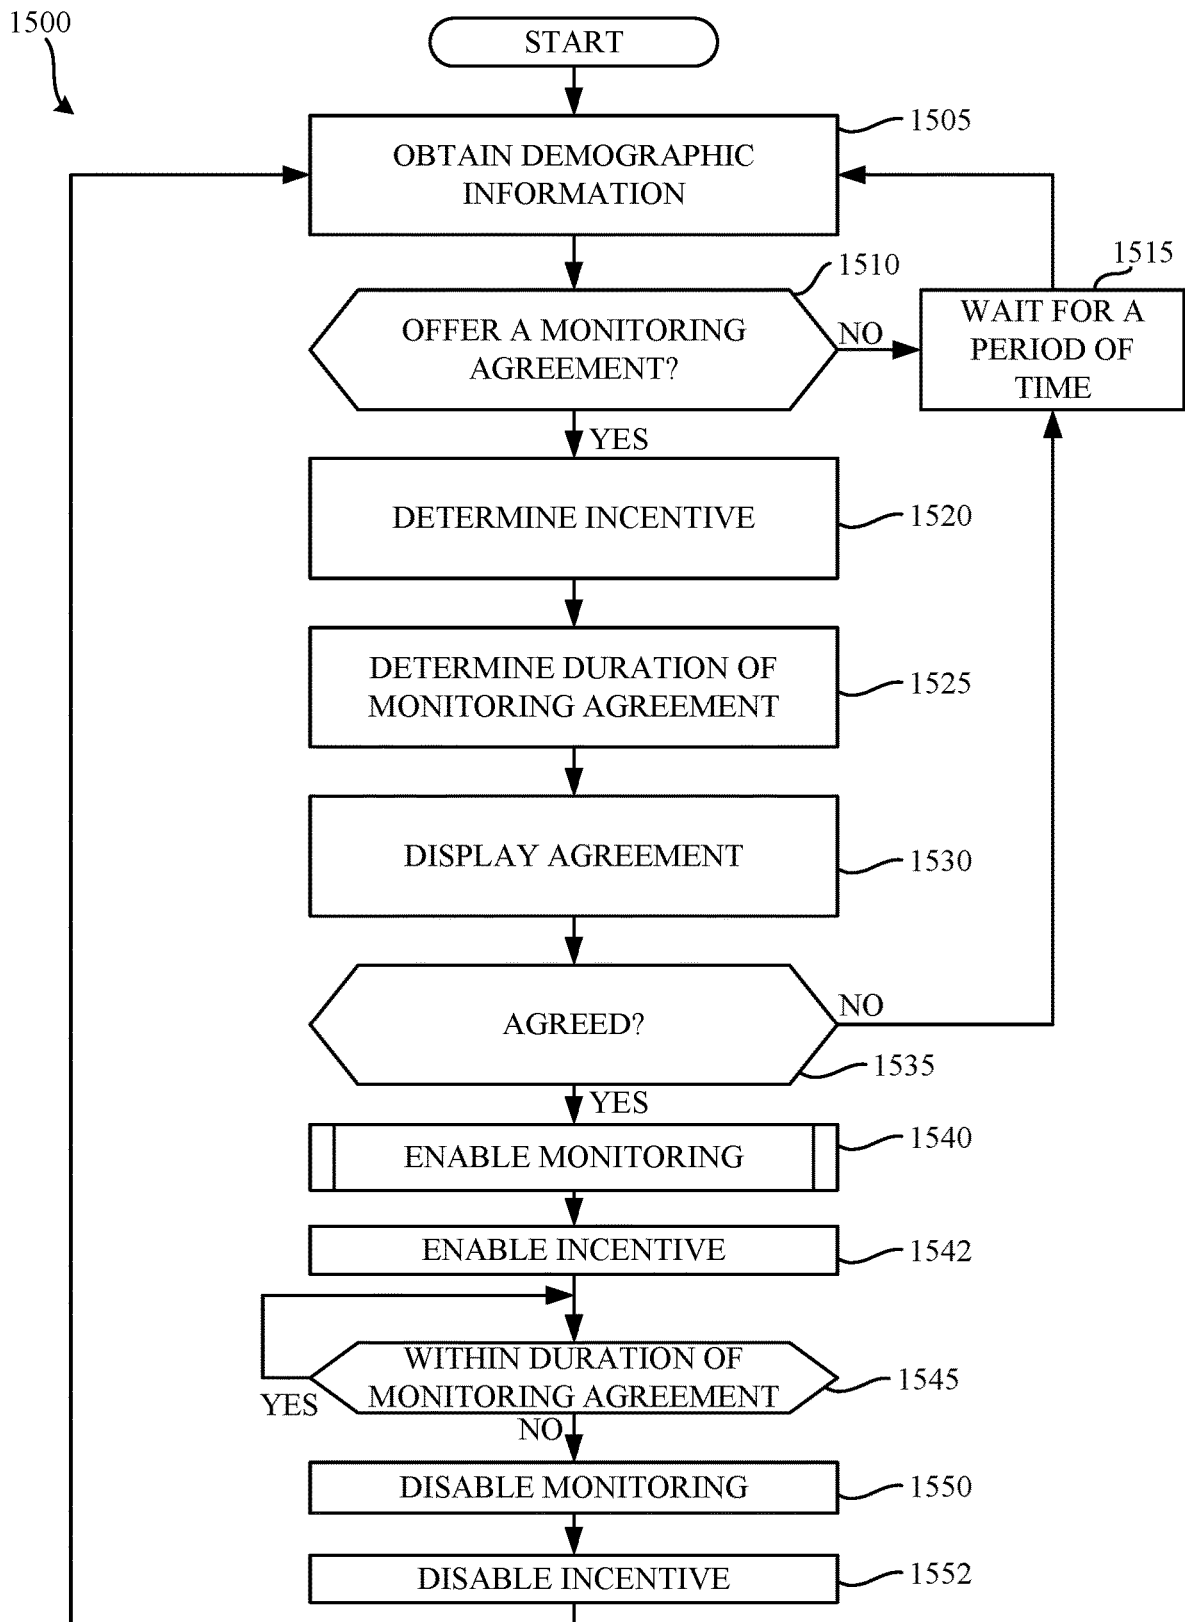 1500
START
1505
OBTAIN DEMOGRAPHIC
INFORMATION
1510
1515
OFFER A MONITORING
AGREEMENT?
NO
WAIT FOR A
PERIOD OF
TIME
YES
DETERMINE INCENTIVE
1520
DETERMINE DURATION OF
MONITORING AGREEMENT
1525
DISPLAY AGREEMENT
1530
AGREED?
NO
1535
YES
ENABLE MONITORING
1540
ENABLE INCENTIVE
1542
WITHIN DURATION OF
MONITORING AGREEMENT
1545
YES
NO
DISABLE MONITORING
1550
DISABLE INCENTIVE
1552